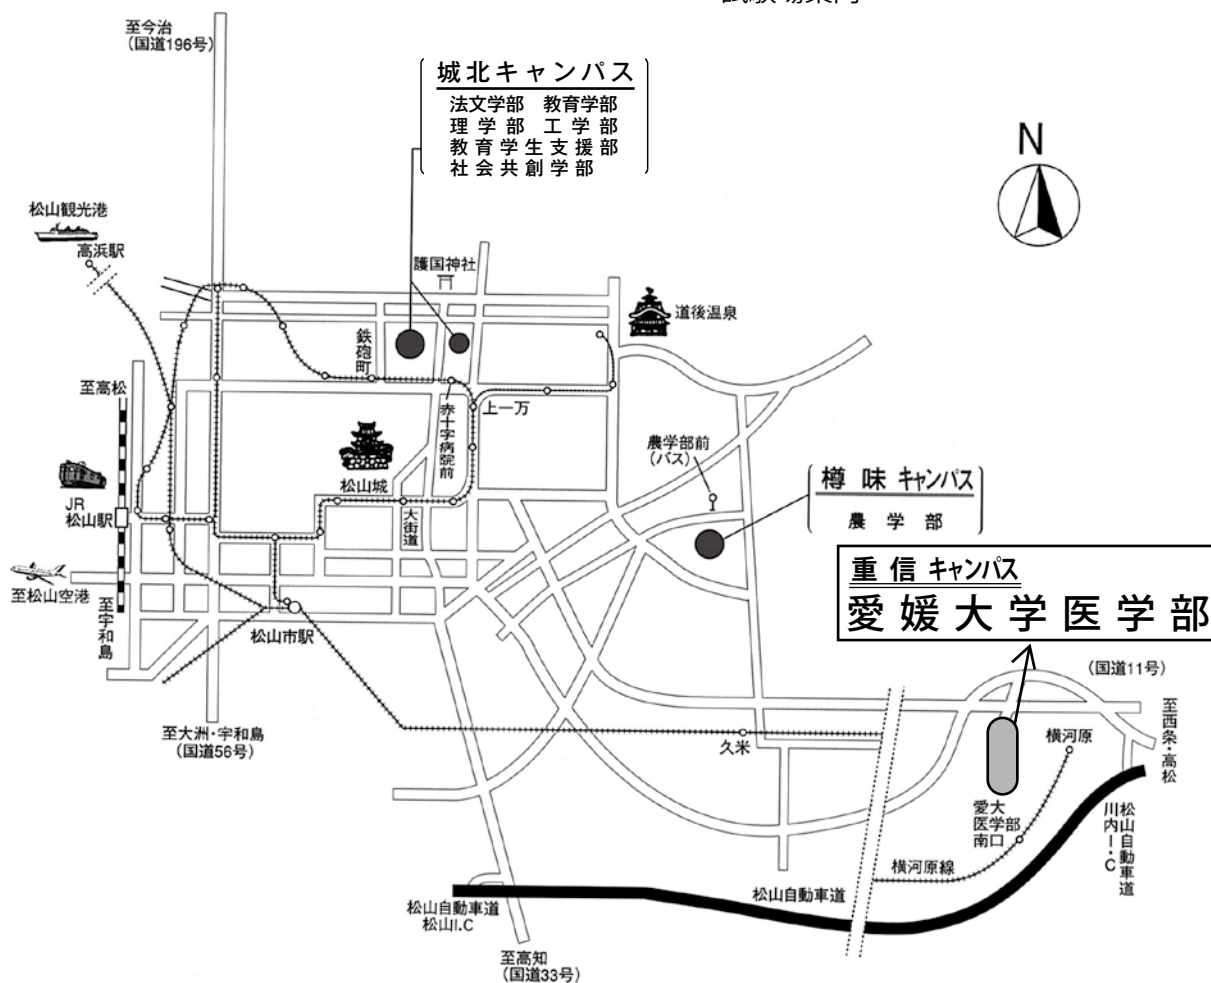 至今治
(国道196号)
城北キャンパス
法文学部 教育学部
理学部 工学部
教育学生支援部
社会共創学部
N
松山観光港
高浜駅
護国神社
道後温泉
鉄砲町
至高松
上一万
赤十字病院前
農学部前
(バス)
樽味キャンパス
農学部
松山城
大街道
JR
松山駅
至松山空港
至宇和島
松山市駅
重信キャンパス
愛媛大学医学部
(国道11号)
至西条・高松
至大洲・宇和島
(国道56号)
久米
横河原
愛大
医学部
南口
松山自動車道
川内I・C
横河原線
松山自動車道
松山自動車道
松山I.C
至高知
(国道33号)